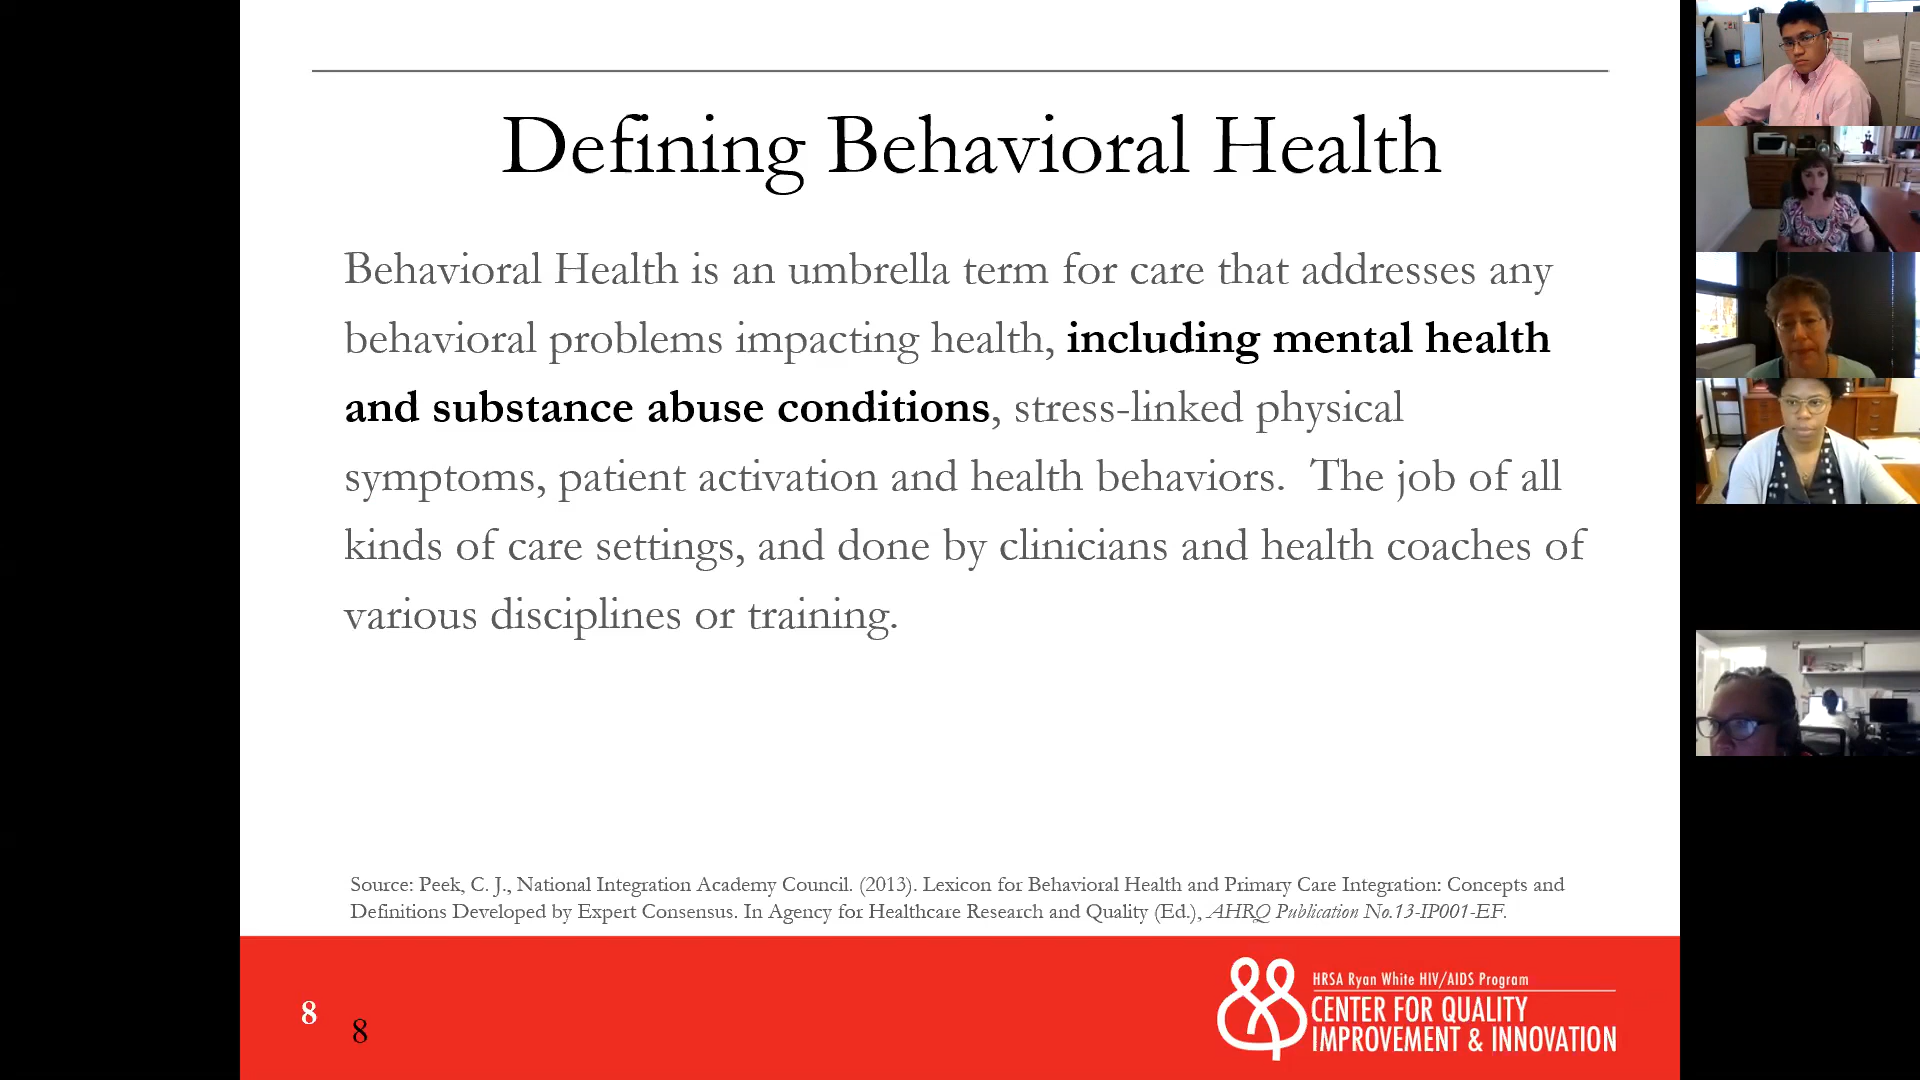 Defining Behavioral Health
Behavioral Health is an umbrella term for care that addresses any
behavioral problems impacting health, including mental health
and substance abuse conditions, stress-linked physical
symptoms, patient activation and health behaviors.  The job of all
kinds of care settings, and done by clinicians and health coaches of
various disciplines or training.
Source: Peek, C. J., National Integration Academy Council. (2013). Lexicon for Behavioral Health and Primary Care Integration: Concepts and
Definitions Developed by Expert Consensus. In Agency for Healthcare Research and Quality (Ed.), AHRQ Publication No.13-IP001-EF.
8
8
HRSA Ryan White HIV/AIDS Program
CENTER FOR QUALITY
IMPROVEMENT & INNOVATION